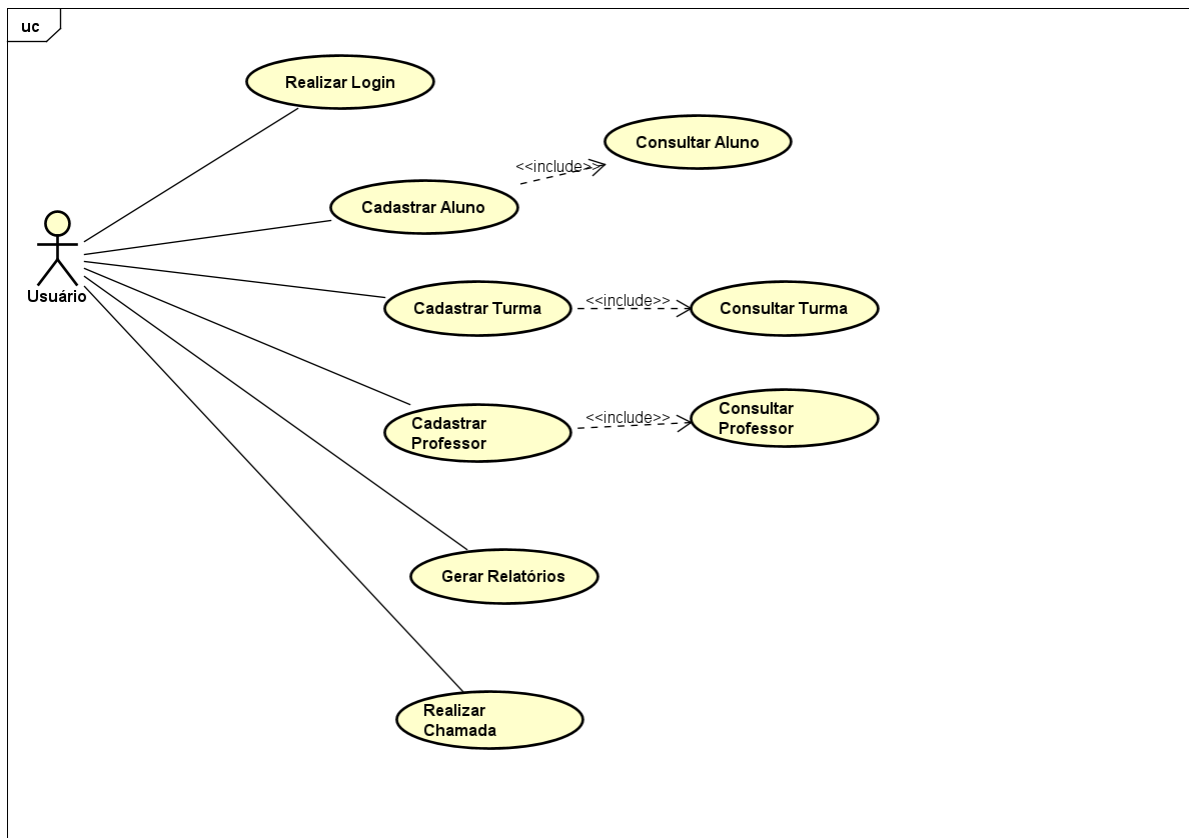 uc
Realizar Login
Consultar Aluno
<<include>>
Cadastrar Aluno
Usuário
<<include>>
Cadastrar Turma
Consultar Turma
<<include>>
Cadastrar
Professor
Consultar
Professor
Gerar Relatórios
Realizar
Chamada